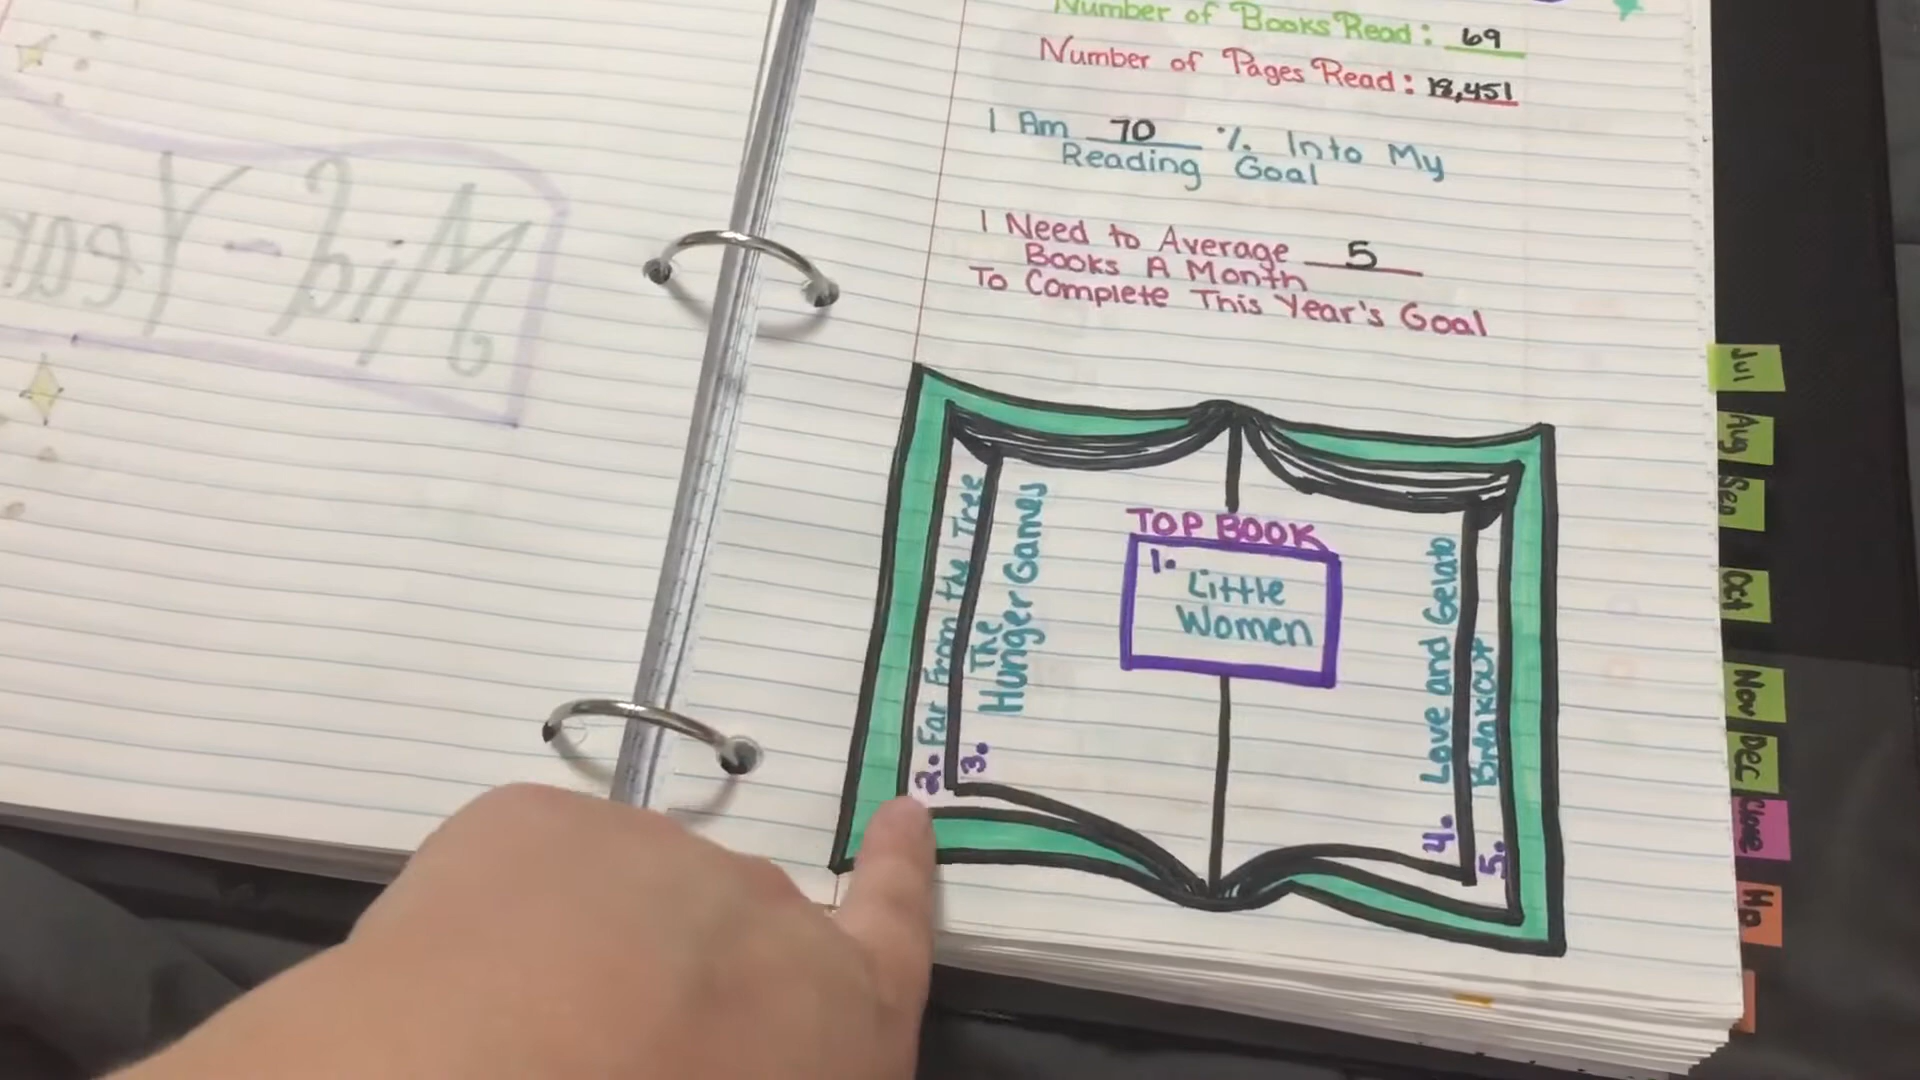 Number of Books Read: 69
Number of Pages Read: 18,451
I Am 70 % Into My
Reading Goal
I Need to Average 5
Books A Month
To Complete This Year's Goal
TOP BOOK
1. Little
Women
2. Far From the Tree
3. The
Hunger Games
4. Love and Gelato
5. Breakout
Mid-Year
Jul
Aug
Sep
Oct
Nov
Dec
Close